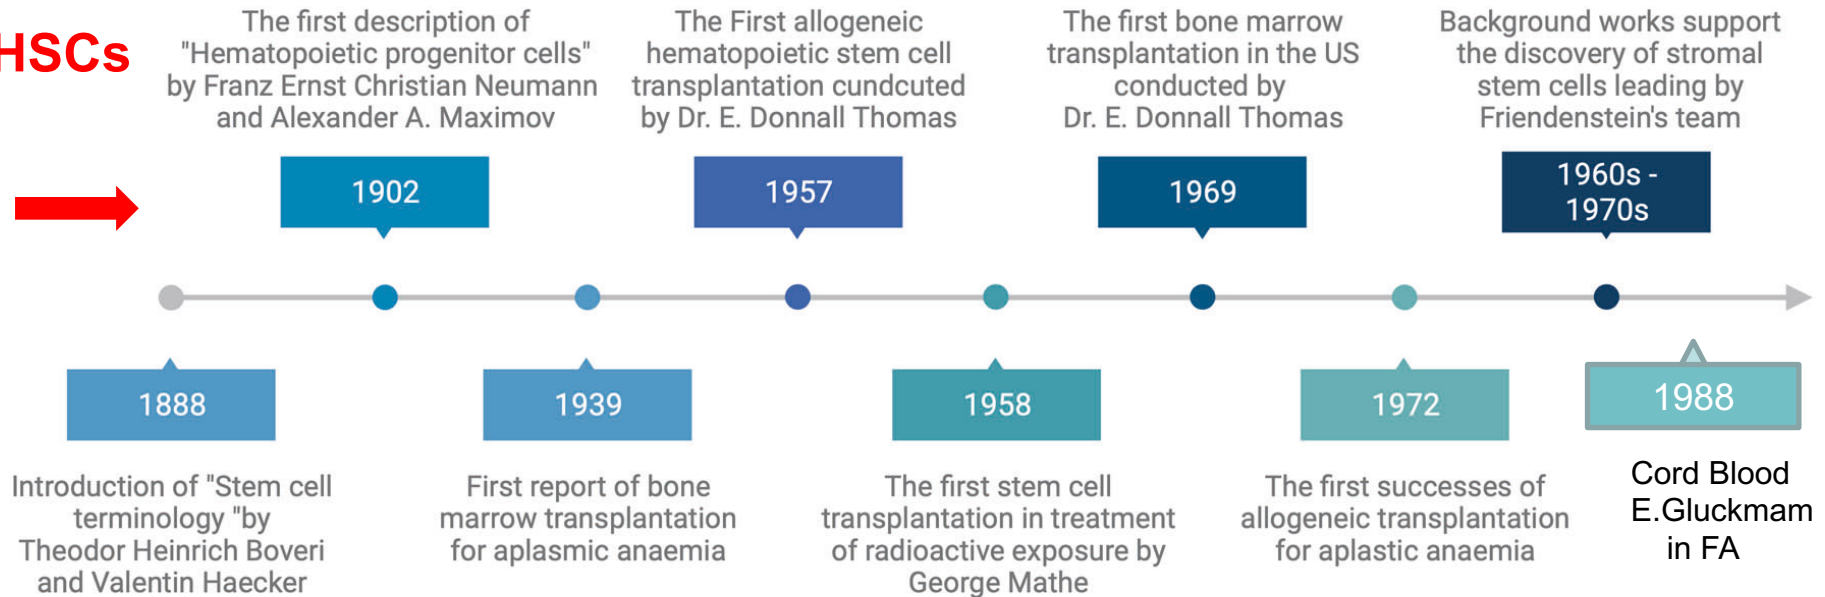 HSCs
The first description of
"Hematopoietic progenitor cells"
by Franz Ernst Christian Neumann
and Alexander A. Maximov
The First allogeneic
hematopoietic stem cell
transplantation cundcuted
by Dr. E. Donnall Thomas
The first bone marrow
transplantation in the US
conducted by
Dr. E. Donnall Thomas
Background works support
the discovery of stromal
stem cells leading by
Friendenstein's team
1902
1957
1969
1960s -
1970s
1888
1939
1958
1972
1988
Introduction of "Stem cell
terminology "by
Theodor Heinrich Boveri
and Valentin Haecker
First report of bone
marrow transplantation
for aplasmic anaemia
The first stem cell
transplantation in treatment
of radioactive exposure by
George Mathe
The first successes of
allogeneic transplantation
for aplastic anaemia
Cord Blood
E.Gluckmam
in FA